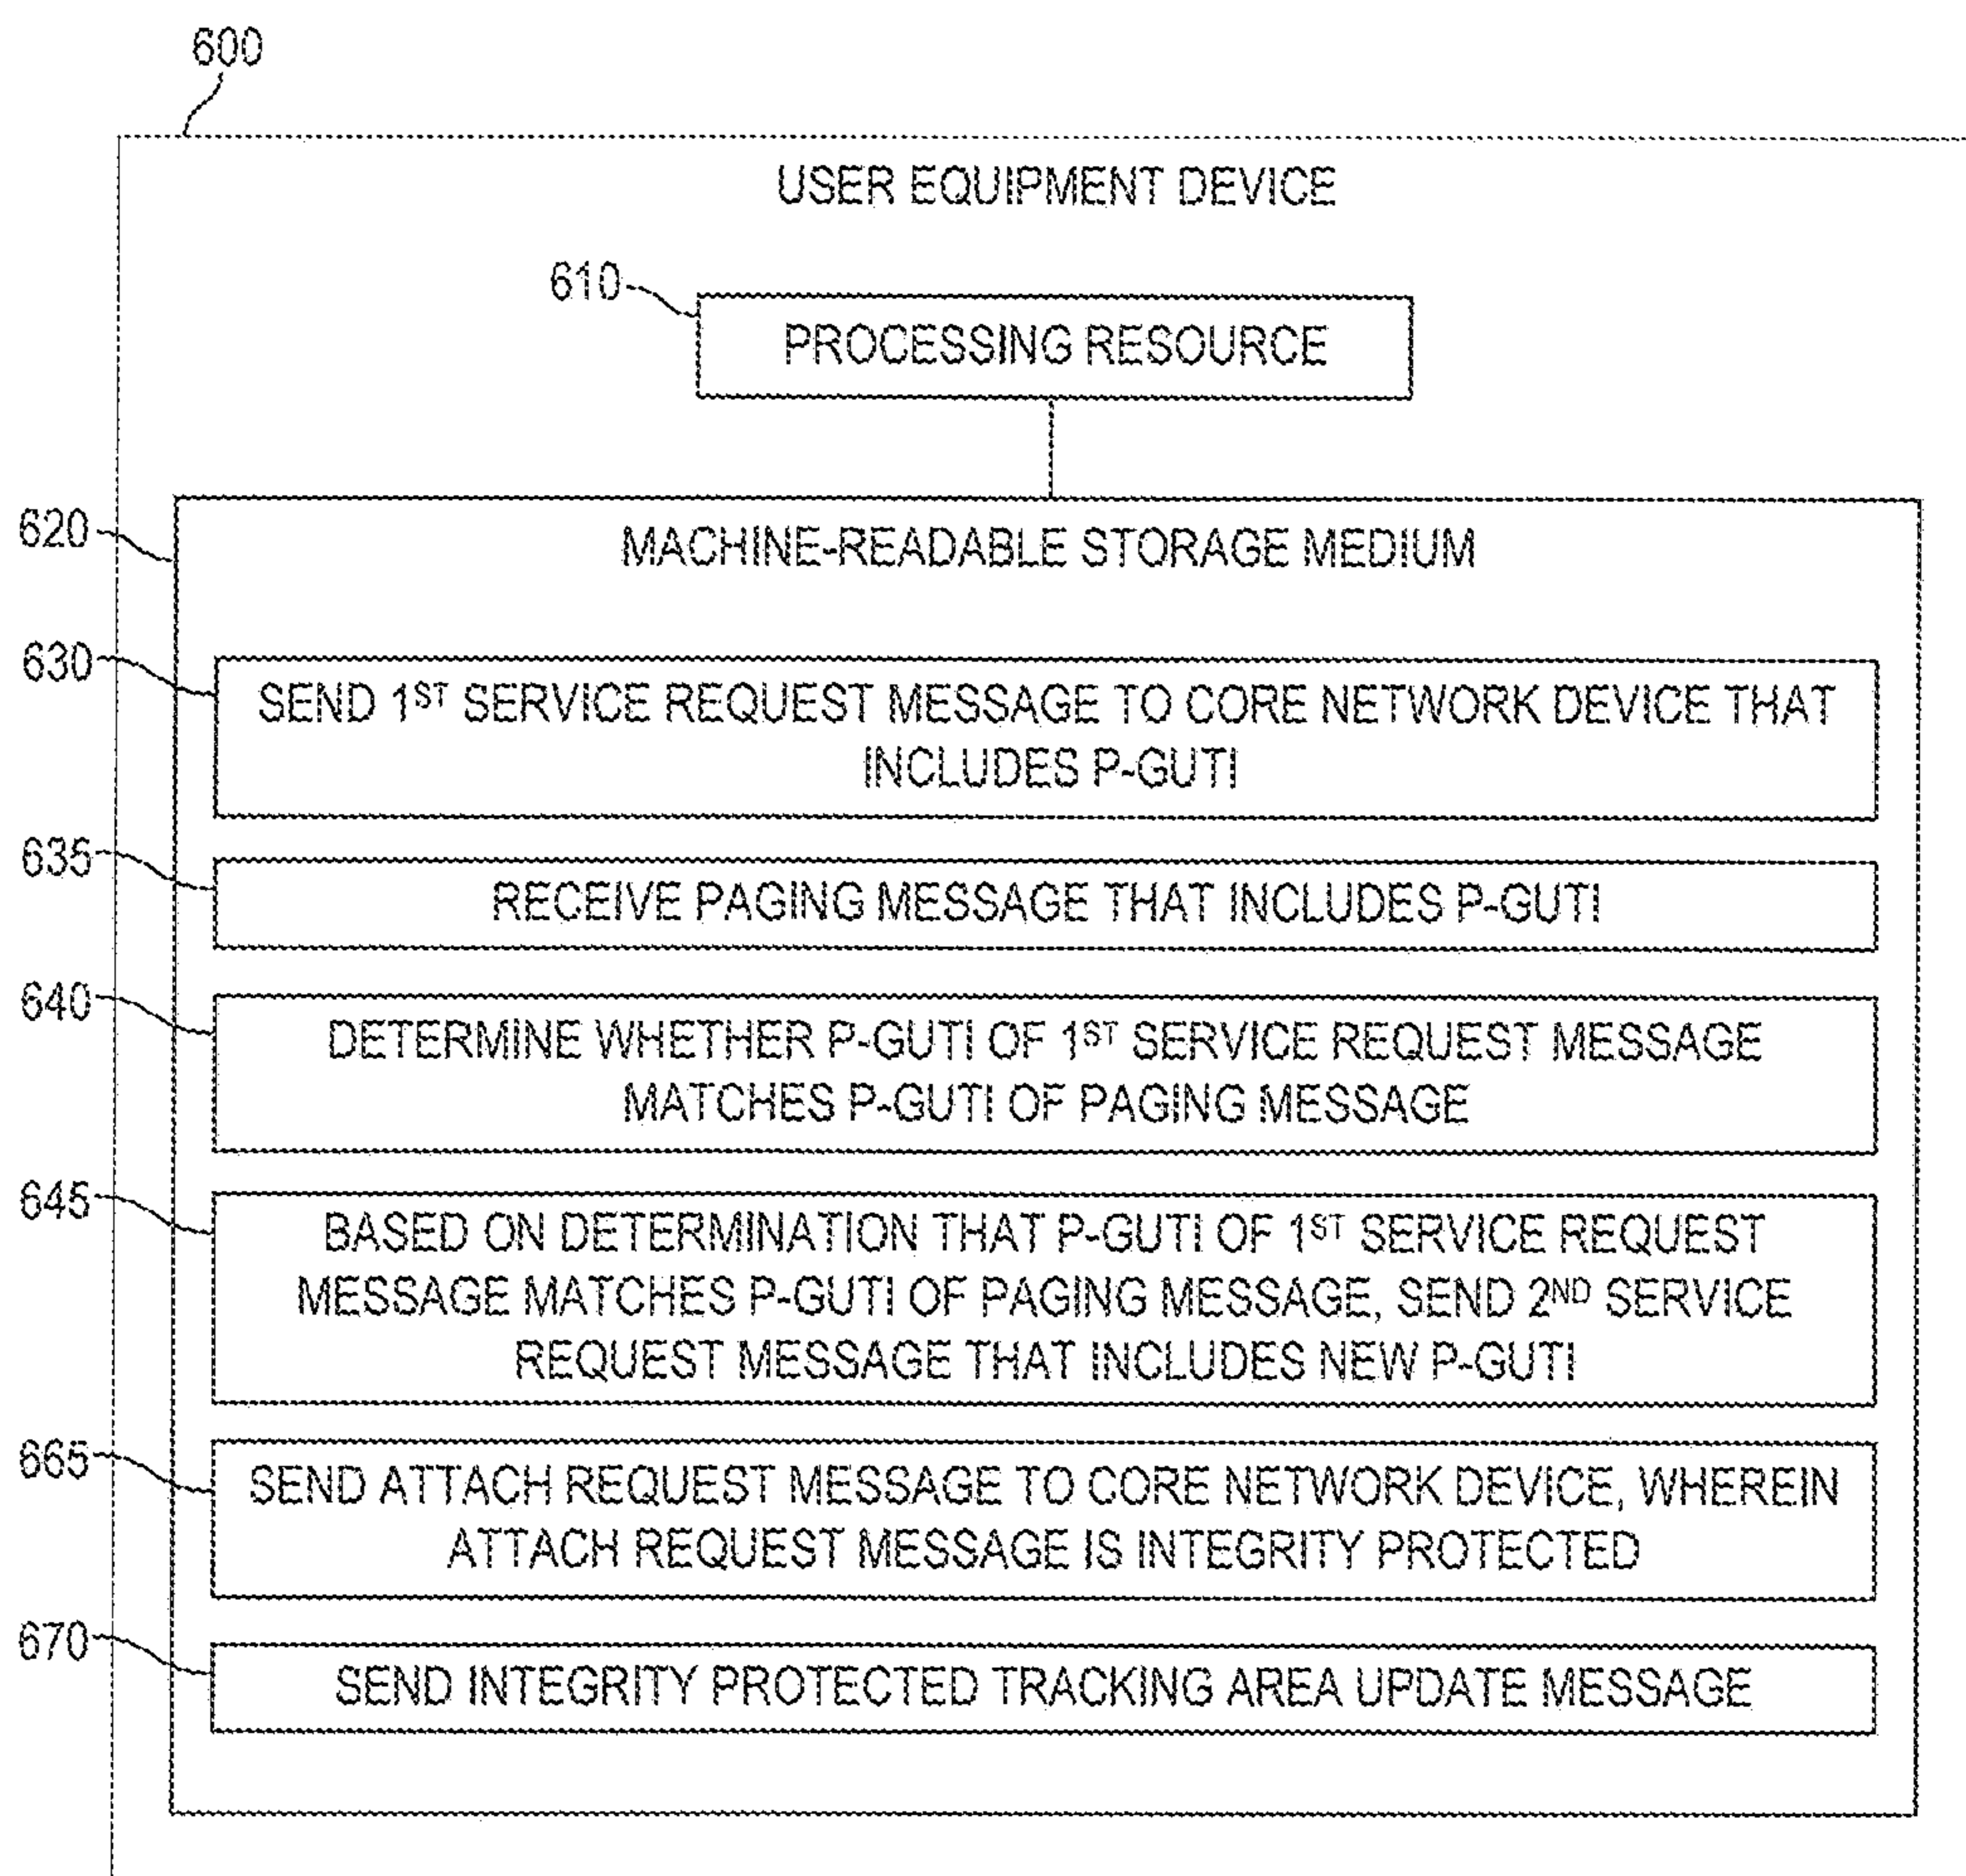 600
USER EQUIPMENT DEVICE
610
PROCESSING RESOURCE
620
MACHINE-READABLE STORAGE MEDIUM
630
SEND 1ST SERVICE REQUEST MESSAGE TO CORE NETWORK DEVICE THAT
INCLUDES P-GUTI
635
RECEIVE PAGING MESSAGE THAT INCLUDES P-GUTI
640
DETERMINE WHETHER P-GUTI OF 1ST SERVICE REQUEST MESSAGE
MATCHES P-GUTI OF PAGING MESSAGE
645
BASED ON DETERMINATION THAT P-GUTI OF 1ST SERVICE REQUEST
MESSAGE MATCHES P-GUTI OF PAGING MESSAGE, SEND 2ND SERVICE
REQUEST MESSAGE THAT INCLUDES NEW P-GUTI
665
SEND ATTACH REQUEST MESSAGE TO CORE NETWORK DEVICE, WHEREIN
ATTACH REQUEST MESSAGE IS INTEGRITY PROTECTED
670
SEND INTEGRITY PROTECTED TRACKING AREA UPDATE MESSAGE